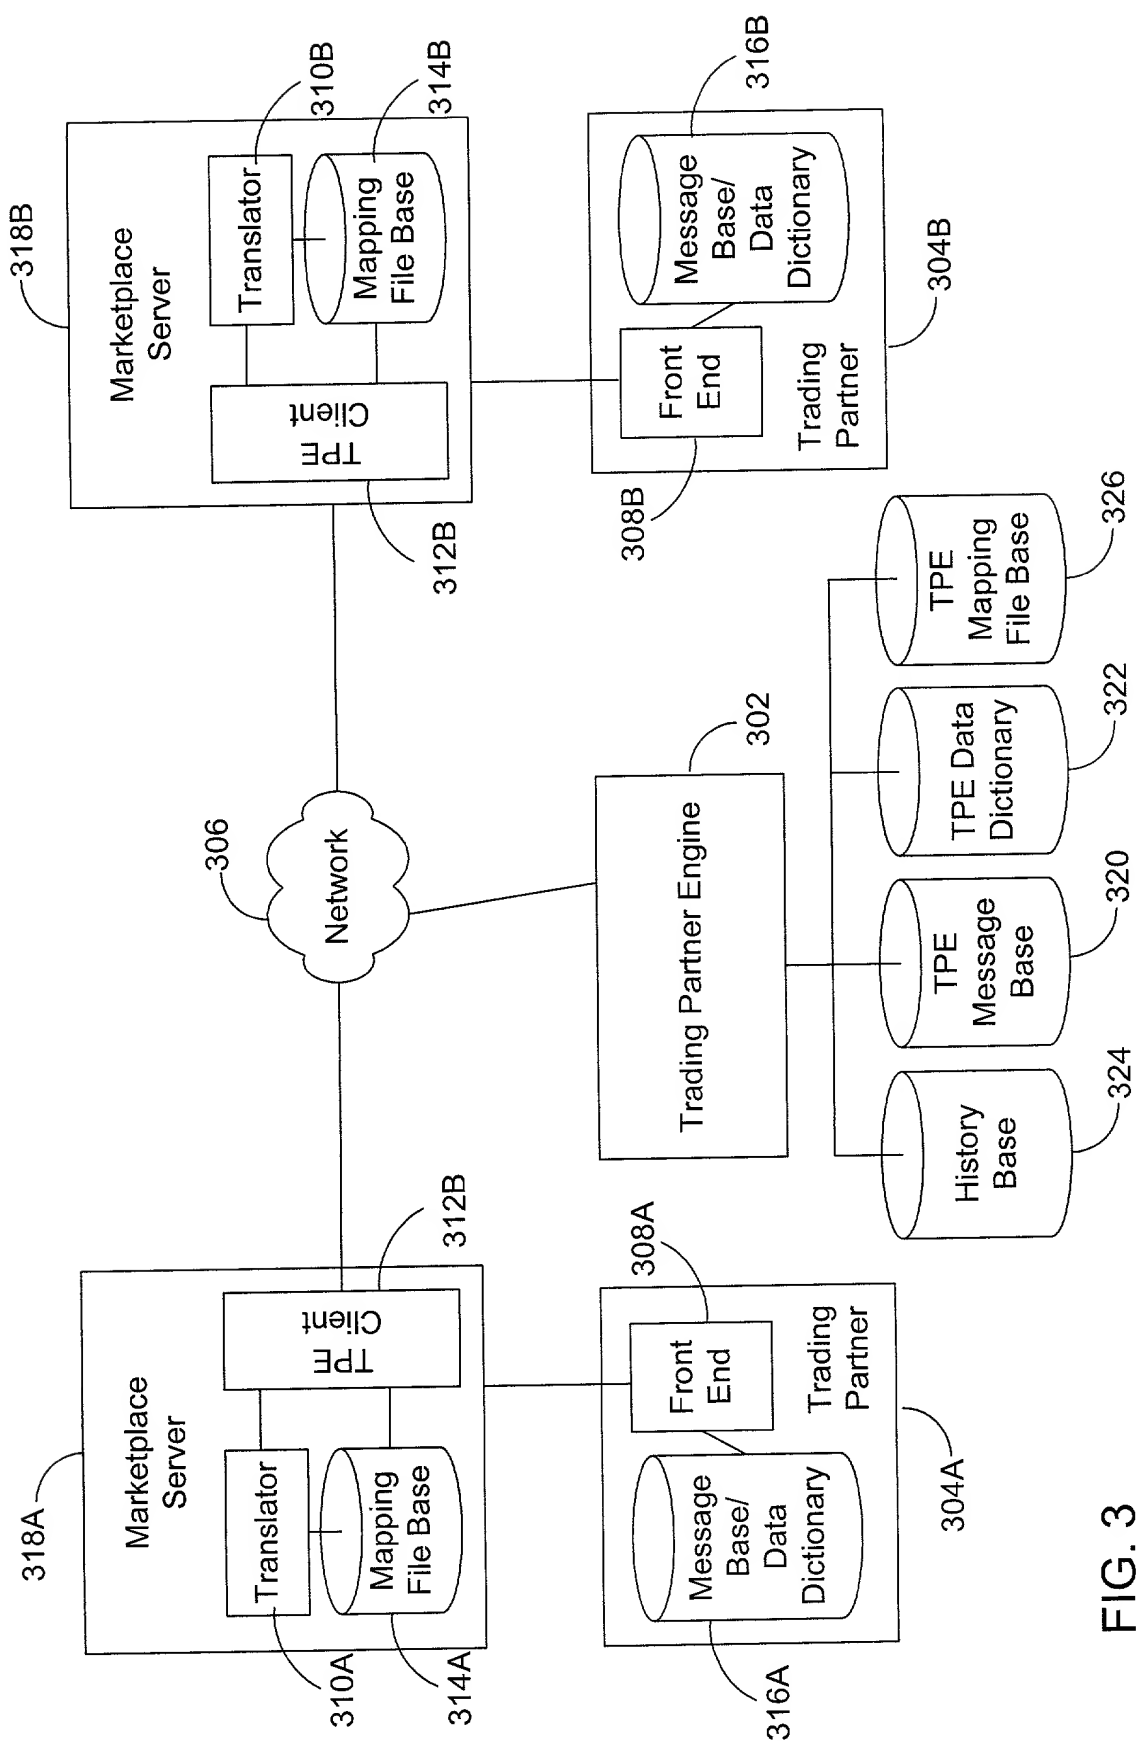 318A
Marketplace
Server
Translator
310A
Mapping
File Base
314A
TPE
Client
312B
306
Network
318B
Marketplace
Server
TPE
Client
312B
Translator
310B
Mapping
File Base
314B
Message
Base/
Data
Dictionary
316A
Front
End
308A
Trading
Partner
304A
Trading Partner Engine
302
Front
End
308B
Message
Base/
Data
Dictionary
316B
Trading
Partner
304B
History
Base
324
TPE
Message
Base
320
TPE Data
Dictionary
322
TPE
Mapping
File Base
326
FIG. 3